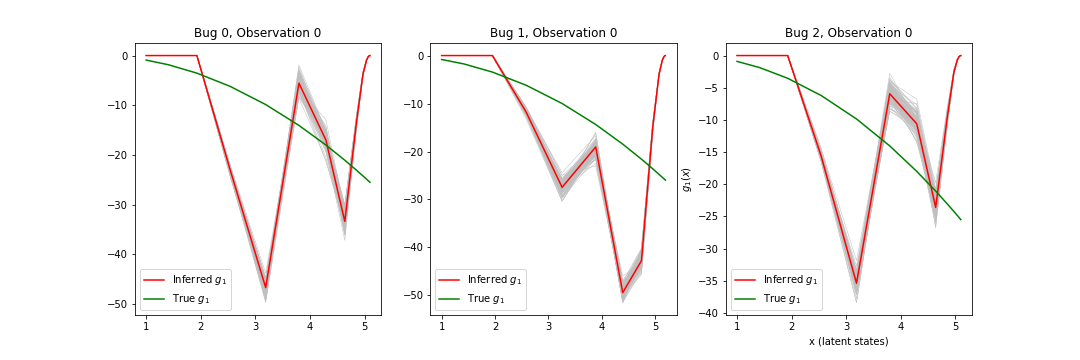 Bug 0, Observation 0
0
−10
−20
−30
−40
−50
1 2 3 4 5
Inferred g₁
True g₁
Bug 1, Observation 0
0
−10
−20
−30
−40
−50
1 2 3 4 5
Inferred g₁
True g₁
Bug 2, Observation 0
0
−5
−10
−15
−20
−25
−30
−35
−40
g₁(x)
1 2 3 4 5
x (latent states)
Inferred g₁
True g₁